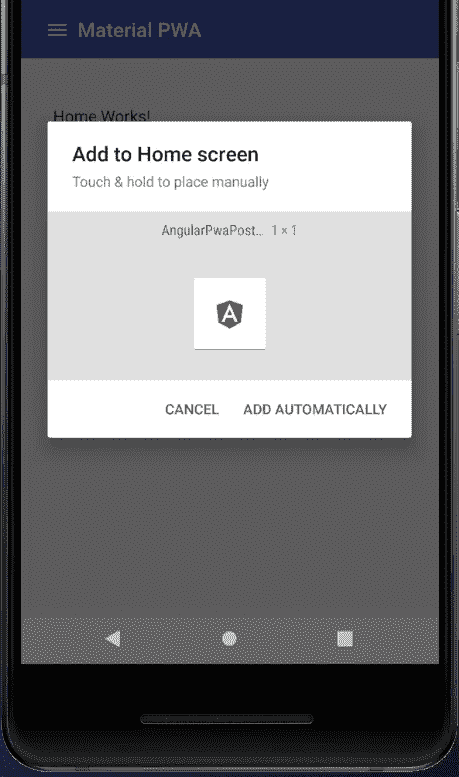 Material PWA
Home Works!
Add to Home screen
Touch & hold to place manually
AngularPwaPost… 1 × 1
A
CANCEL ADD AUTOMATICALLY